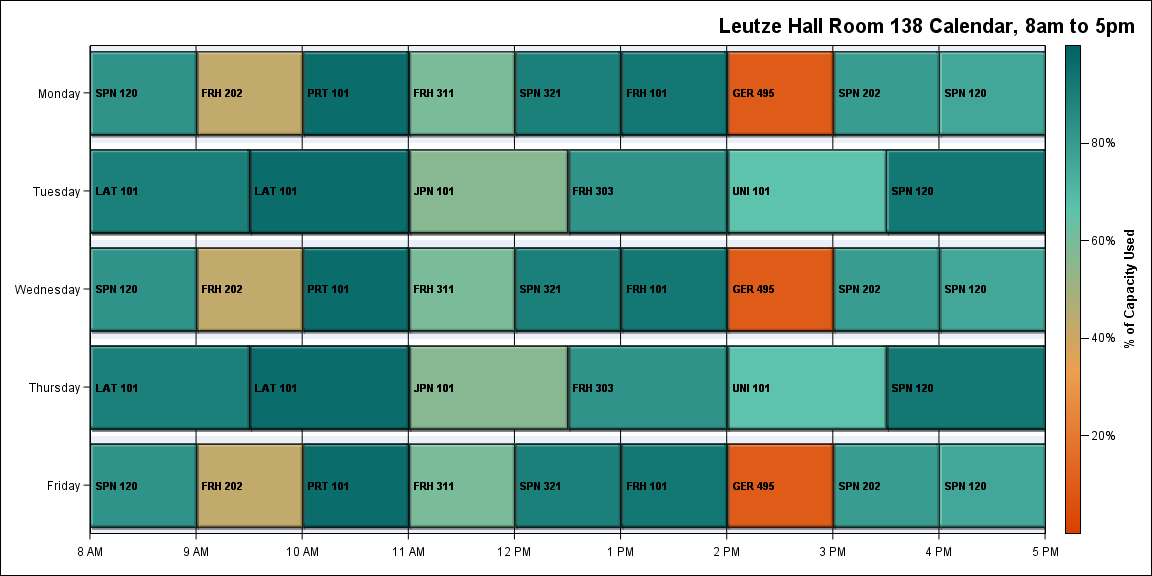 Leutze Hall Room 138 Calendar, 8am to 5pm
Monday
SPN 120
FRH 202
PRT 101
FRH 311
SPN 321
FRH 101
GER 495
SPN 202
SPN 120
Tuesday
LAT 101
LAT 101
JPN 101
FRH 303
UNI 101
SPN 120
Wednesday
SPN 120
FRH 202
PRT 101
FRH 311
SPN 321
FRH 101
GER 495
SPN 202
SPN 120
Thursday
LAT 101
LAT 101
JPN 101
FRH 303
UNI 101
SPN 120
Friday
SPN 120
FRH 202
PRT 101
FRH 311
SPN 321
FRH 101
GER 495
SPN 202
SPN 120
8 AM
9 AM
10 AM
11 AM
12 PM
1 PM
2 PM
3 PM
4 PM
5 PM
80%
60%
40%
20%
% of Capacity Used